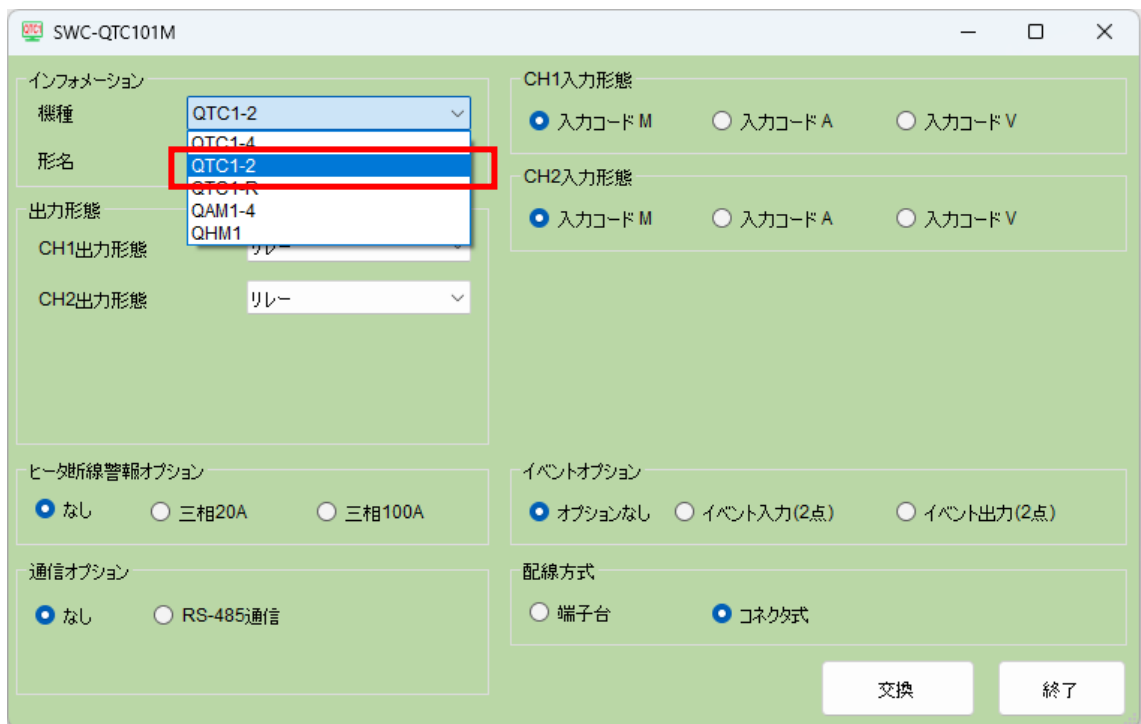 SWC-QTC101M
インフォメーション
機種
QTC1-2
QTC1-4
QTC1-2
QTC1-R
QAM1-4
QHM1
形名
出力形態
CH1出力形態
リレー
CH2出力形態
リレー
CH1入力形態
入力コード M
入力コード A
入力コード V
CH2入力形態
入力コード M
入力コード A
入力コード V
ヒータ断線警報オプション
なし
三相20A
三相100A
イベントオプション
オプションなし
イベント入力(2点)
イベント出力(2点)
通信オプション
なし
RS-485通信
配線方式
端子台
コネクタ式
交換
終了